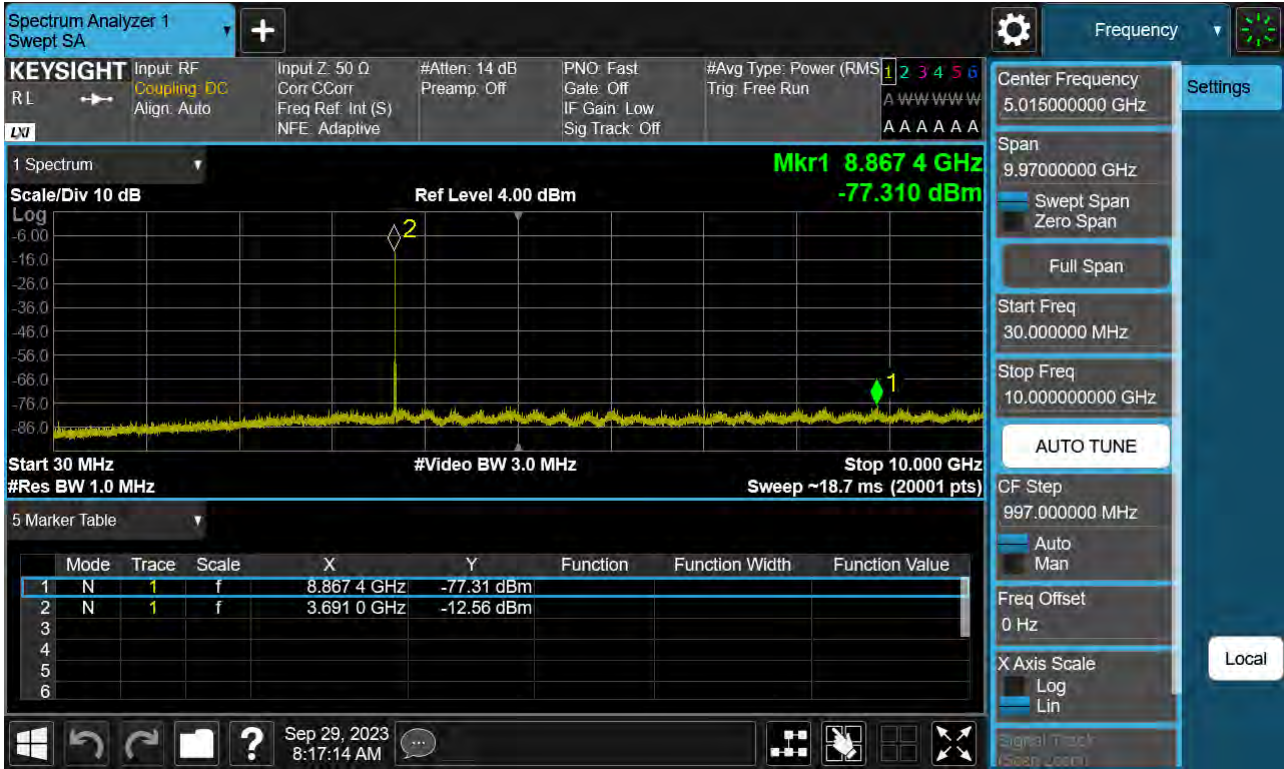 Spectrum Analyzer 1
Swept SA
Frequency
KEYSIGHT
RL
LXI
Input: RF
Coupling: DC
Align: Auto
Input Z: 50 Ω
Corr CCorr
Freq Ref: Int (S)
NFE: Adaptive
#Atten: 14 dB
Preamp: Off
PNO: Fast
Gate: Off
IF Gain: Low
Sig Track: Off
#Avg Type: Power (RMS
Trig: Free Run
1 2 3 4 5 6
A W W W W W
A A A A A A
1 Spectrum
Mkr1 8.867 4 GHz
-77.310 dBm
Scale/Div 10 dB
Ref Level 4.00 dBm
Log
-6.00
-16.0
-26.0
-36.0
-46.0
-56.0
-66.0
-76.0
-86.0
2
1
Start 30 MHz
#Video BW 3.0 MHz
Stop 10.000 GHz
#Res BW 1.0 MHz
Sweep ~18.7 ms (20001 pts)
5 Marker Table
Mode Trace Scale X Y Function Function Width Function Value
1 N 1 f 8.867 4 GHz -77.31 dBm
2 N 1 f 3.691 0 GHz -12.56 dBm
3
4
5
6
Center Frequency
5.015000000 GHz
Span
9.97000000 GHz
Swept Span
Zero Span
Full Span
Start Freq
30.000000 MHz
Stop Freq
10.000000000 GHz
AUTO TUNE
CF Step
997.000000 MHz
Auto
Man
Freq Offset
0 Hz
X Axis Scale
Log
Lin
Signal Track
(Span Zoom)
Settings
Local
?
Sep 29, 2023
8:17:14 AM